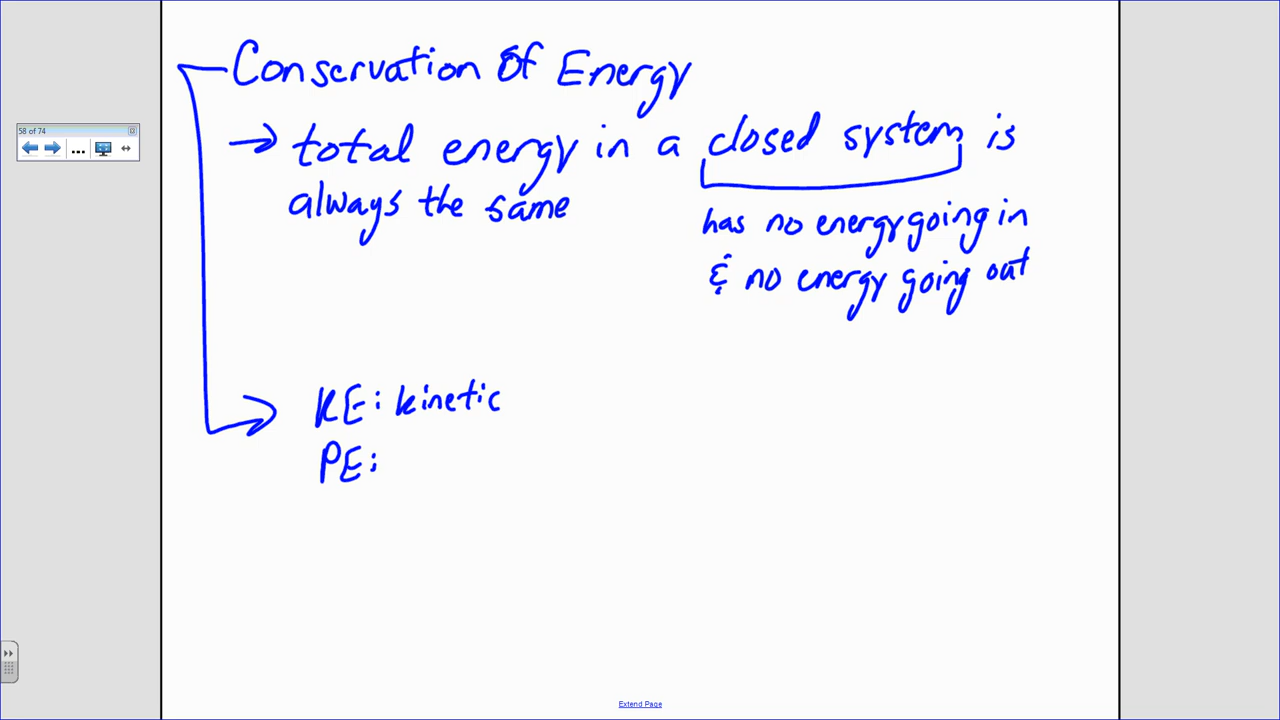 Conservation of Energy
58 of 74
→ total energy in a closed system is
always the same
has no energy going in
& no energy going out
KE: kinetic
PE:
Extend Page